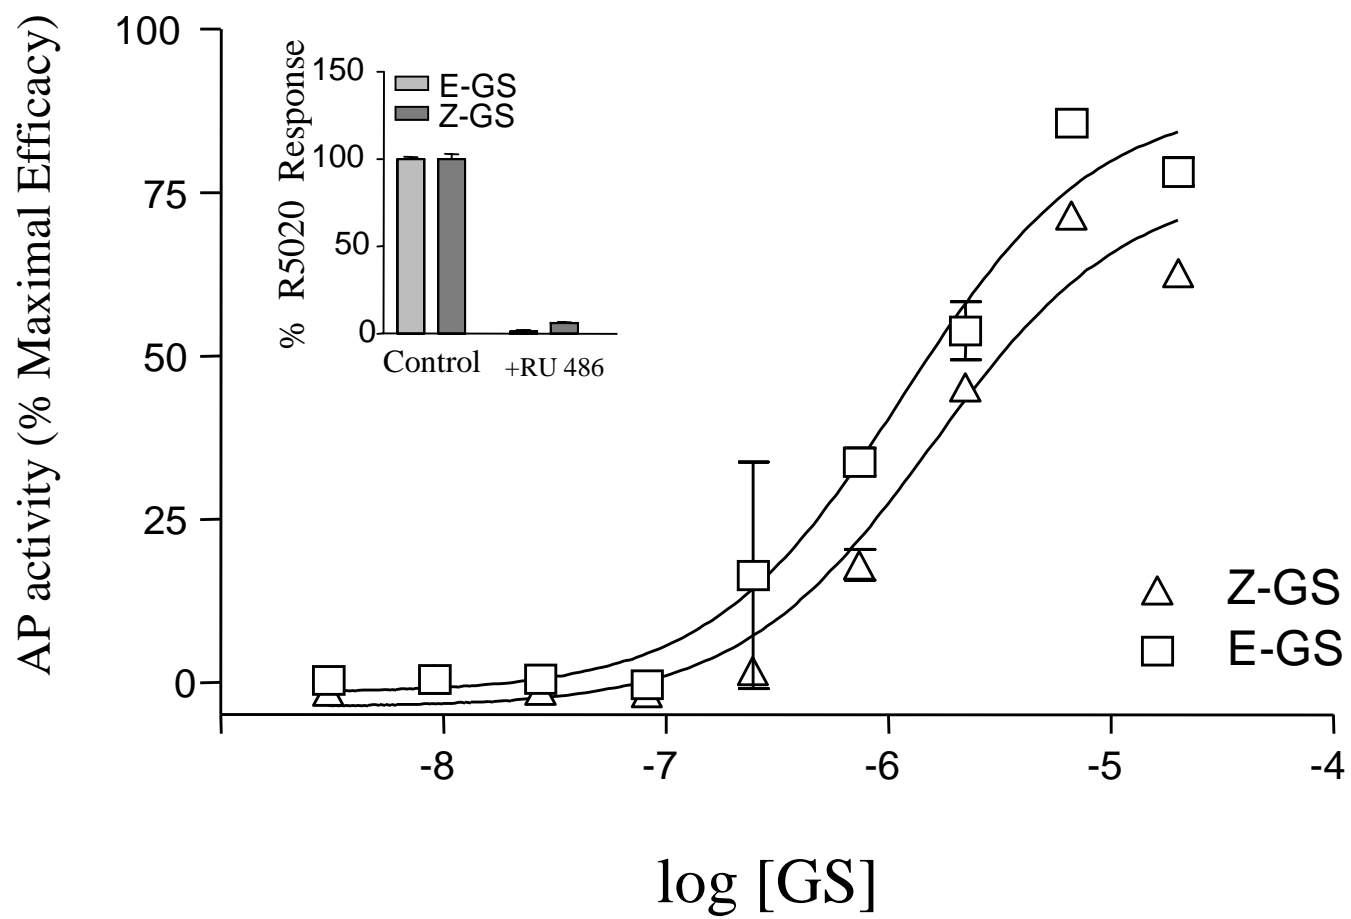 AP activity (% Maximal Efficacy)
100
75
50
25
0
% R5020 Response
150
100
50
0
E-GS
Z-GS
Control +RU 486
Z-GS
E-GS
-8 -7 -6 -5 -4
log [GS]